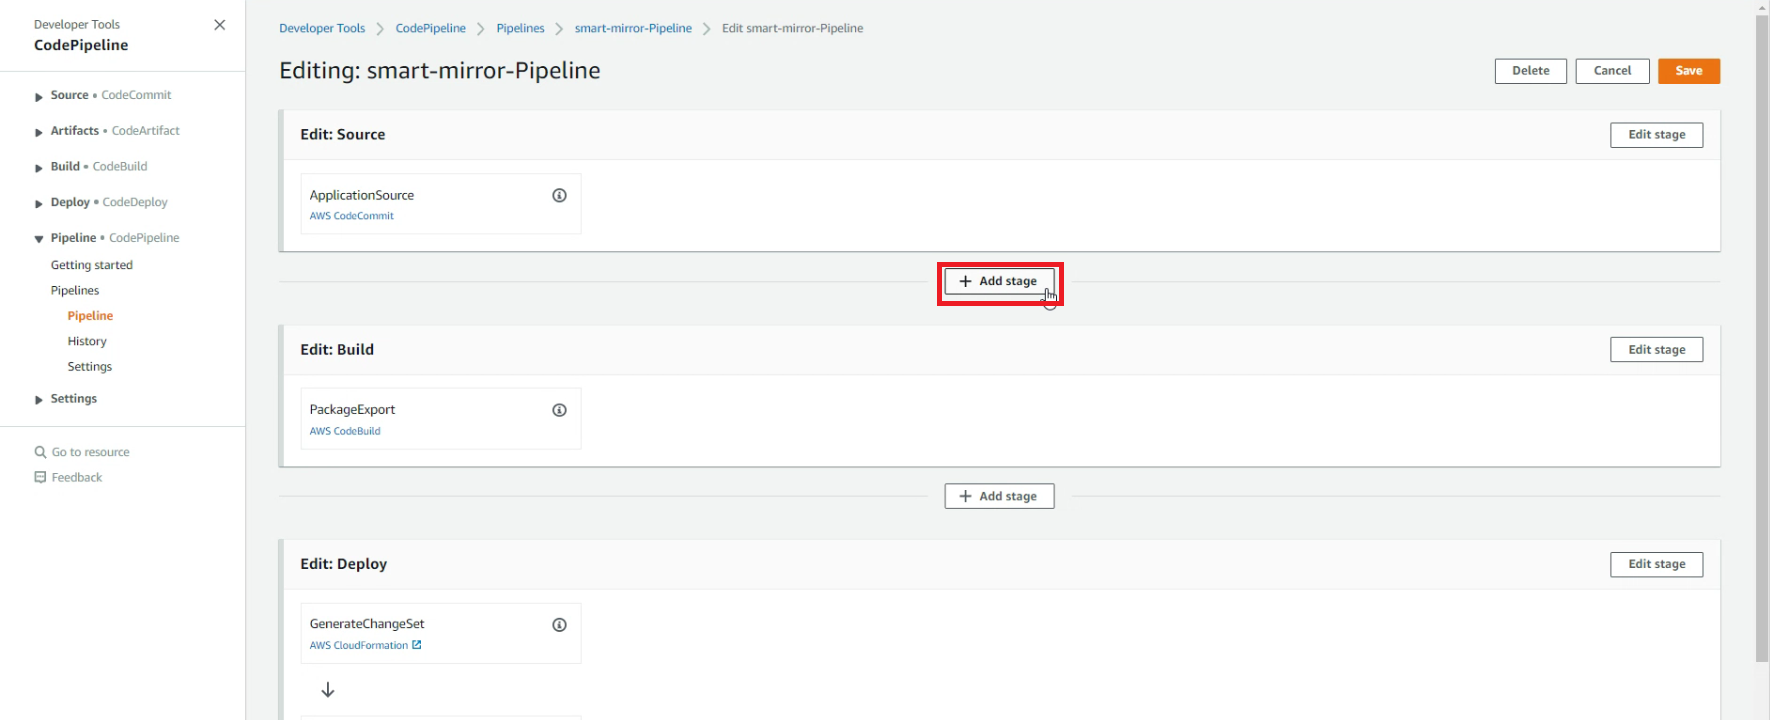 Developer Tools
CodePipeline
Source • CodeCommit
Artifacts • CodeArtifact
Build • CodeBuild
Deploy • CodeDeploy
Pipeline • CodePipeline
Getting started
Pipelines
Pipeline
History
Settings
Settings
Go to resource
Feedback
Developer Tools > CodePipeline > Pipelines > smart-mirror-Pipeline > Edit smart-mirror-Pipeline
Editing: smart-mirror-Pipeline
Delete
Cancel
Save
Edit: Source
Edit stage
ApplicationSource
AWS CodeCommit
+ Add stage
Edit: Build
Edit stage
PackageExport
AWS CodeBuild
+ Add stage
Edit: Deploy
Edit stage
GenerateChangeSet
AWS CloudFormation